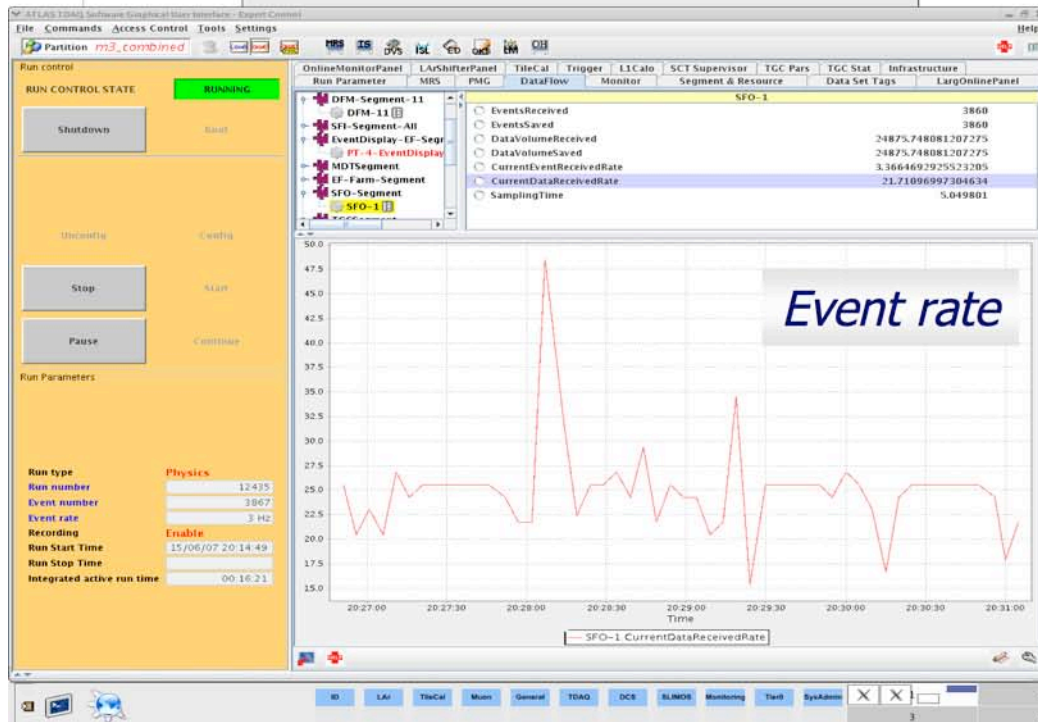 ATLAS TDAQ Software Graphical User Interface - Expert Control
File Commands Access Control Tools Settings Help
Partition m3_combined
MRS IS DVS ISL ED OKS EM OH
Run control
RUN CONTROL STATE RUNNING
Shutdown Boot
Unconfig Config
Stop Start
Pause Continue
Run Parameters
Run type Physics
Run number 12435
Event number 3867
Event rate 3 Hz
Recording Enable
Run Start Time 15/06/07 20:14:49
Run Stop Time
Integrated active run time 00:16:21
OnlineMonitorPanel LArShifterPanel TileCal Trigger L1Calo SCT Supervisor TGC Pars TGC Stat Infrastructure
Run Parameter MRS PMG DataFlow Monitor Segment & Resource Data Set Tags LargOnlinePanel
DFM-Segment-11
DFM-11
SFI-Segment-All
EventDisplay-EF-Segr
PT-4-EventDisplay
MDTSegment
EF-Farm-Segment
SFO-Segment
SFO-1
SFO-1
EventsReceived 3860
EventsSaved 3860
DataVolumeReceived 24875.748081207275
DataVolumeSaved 24875.748081207275
CurrentEventReceivedRate 3.3664692925523205
CurrentDataReceivedRate 21.71096997304634
SamplingTime 5.049801
Event rate
50.0
47.5
45.0
42.5
40.0
37.5
35.0
32.5
30.0
27.5
25.0
22.5
20.0
17.5
15.0
20:27:00 20:27:30 20:28:00 20:28:30 20:29:00 20:29:30 20:30:00 20:30:30 20:31:00
Time
SFO-1 CurrentDataReceivedRate
ID LAr TileCal Muon General TDAQ DCS SLIMOS Monitoring Tier0 SysAdmin 1
3